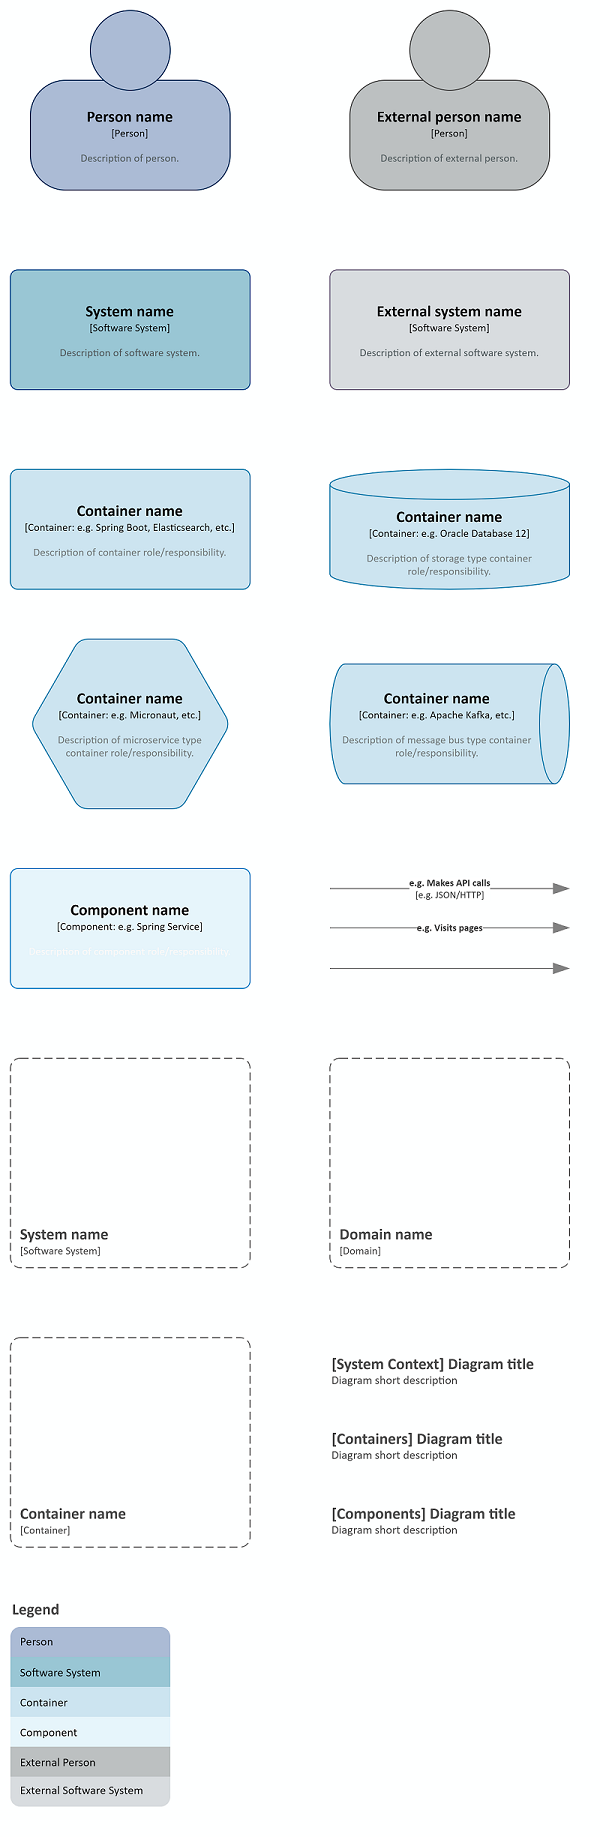 Person name
[Person]
Description of person.
External person name
[Person]
Description of external person.
System name
[Software System]
Description of software system.
External system name
[Software System]
Description of external software system.
Container name
[Container: e.g. Spring Boot, Elasticsearch, etc.]
Description of container role/responsibility.
Container name
[Container: e.g. Oracle Database 12]
Description of storage type container
role/responsibility.
Container name
[Container: e.g. Micronaut, etc.]
Description of microservice type
container role/responsibility.
Container name
[Container: e.g. Apache Kafka, etc.]
Description of message bus type container
role/responsibility.
Component name
[Component: e.g. Spring Service]
Description of component role/responsibility.
e.g. Makes API calls
[e.g. JSON/HTTP]
e.g. Visits pages
System name
[Software System]
Domain name
[Domain]
Container name
[Container]
[System Context] Diagram title
Diagram short description
[Containers] Diagram title
Diagram short description
[Components] Diagram title
Diagram short description
Legend
Person
Software System
Container
Component
External Person
External Software System